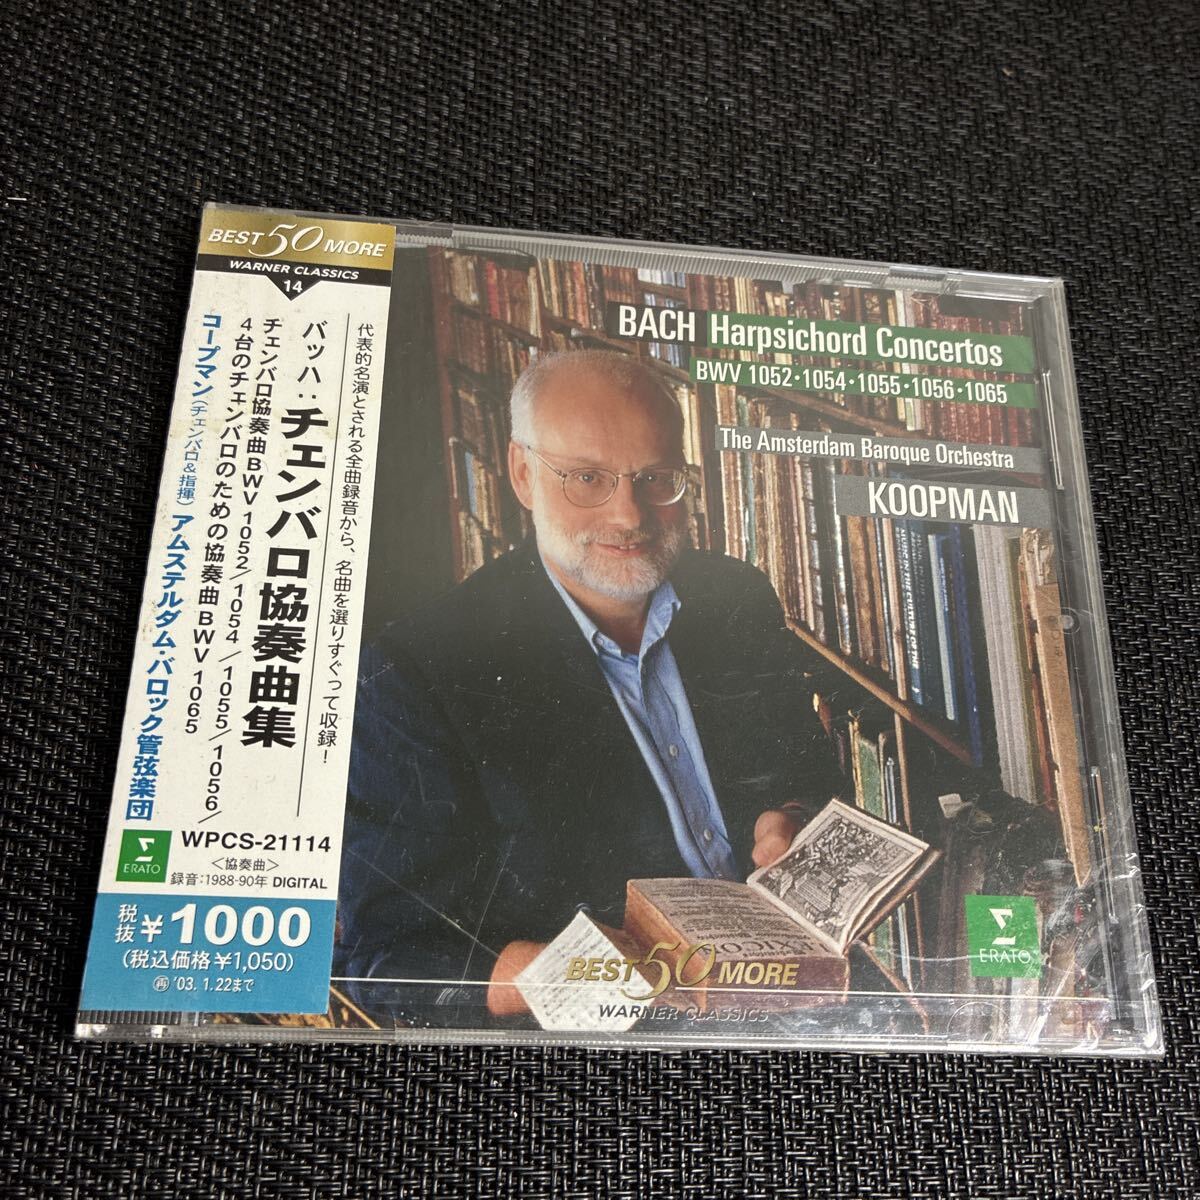 BEST 50 MORE
WARNER CLASSICS
14
代表的名演とされる全曲録音から、名曲を選りすぐって収録!
バッハ:チェンバロ協奏曲集
チェンバロ協奏曲BWV1052/1054/1055/1056/
4台のチェンバロのための協奏曲BWV1065
コープマン(チェンバロ&指揮)アムステルダム・バロック管弦楽団
ERATO
WPCS-21114
<協奏曲>
録音:1988-90年 DIGITAL
税抜 ¥1000
(税込価格¥1,050)
再 '03.1.22まで
BACH Harpsichord Concertos
BWV 1052・1054・1055・1056・1065
The Amsterdam Baroque Orchestra
KOOPMAN
BEST 50 MORE
WARNER CLASSICS
ERATO